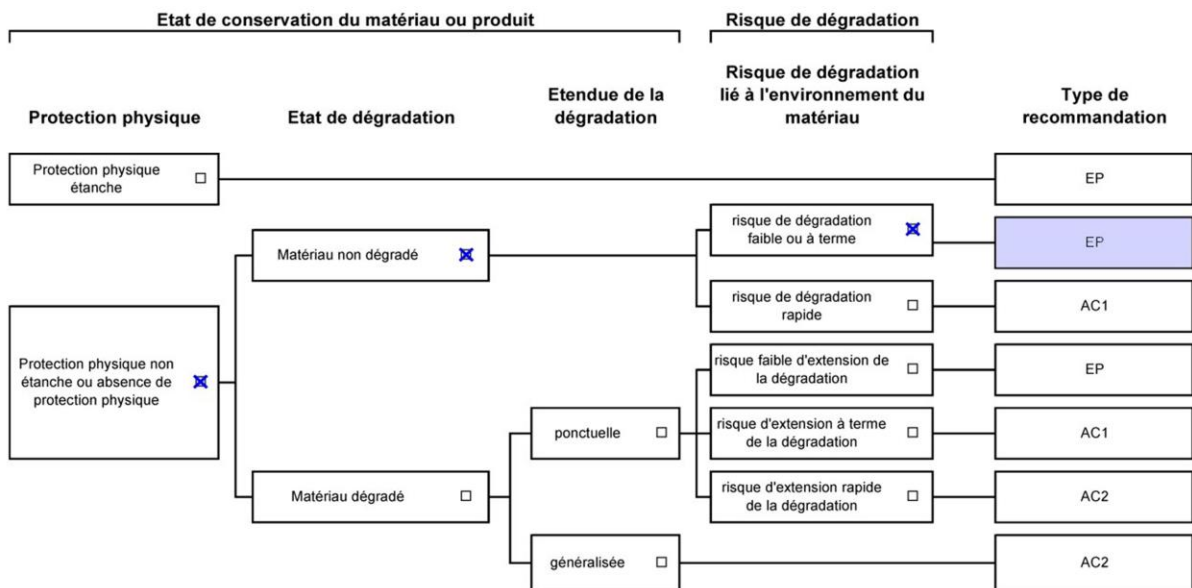 Etat de conservation du matériau ou produit
Risque de dégradation
Protection physique
Etat de dégradation
Etendue de la
dégradation
Risque de dégradation
lié à l'environnement du
matériau
Type de
recommandation
Protection physique
étanche
EP
risque de dégradation
faible ou à terme
EP
Matériau non dégradé
risque de dégradation
rapide
AC1
Protection physique non
étanche ou absence de
protection physique
risque faible d'extension de
la dégradation
EP
ponctuelle
risque d'extension à terme
de la dégradation
AC1
Matériau dégradé
risque d'extension rapide
de la dégradation
AC2
généralisée
AC2